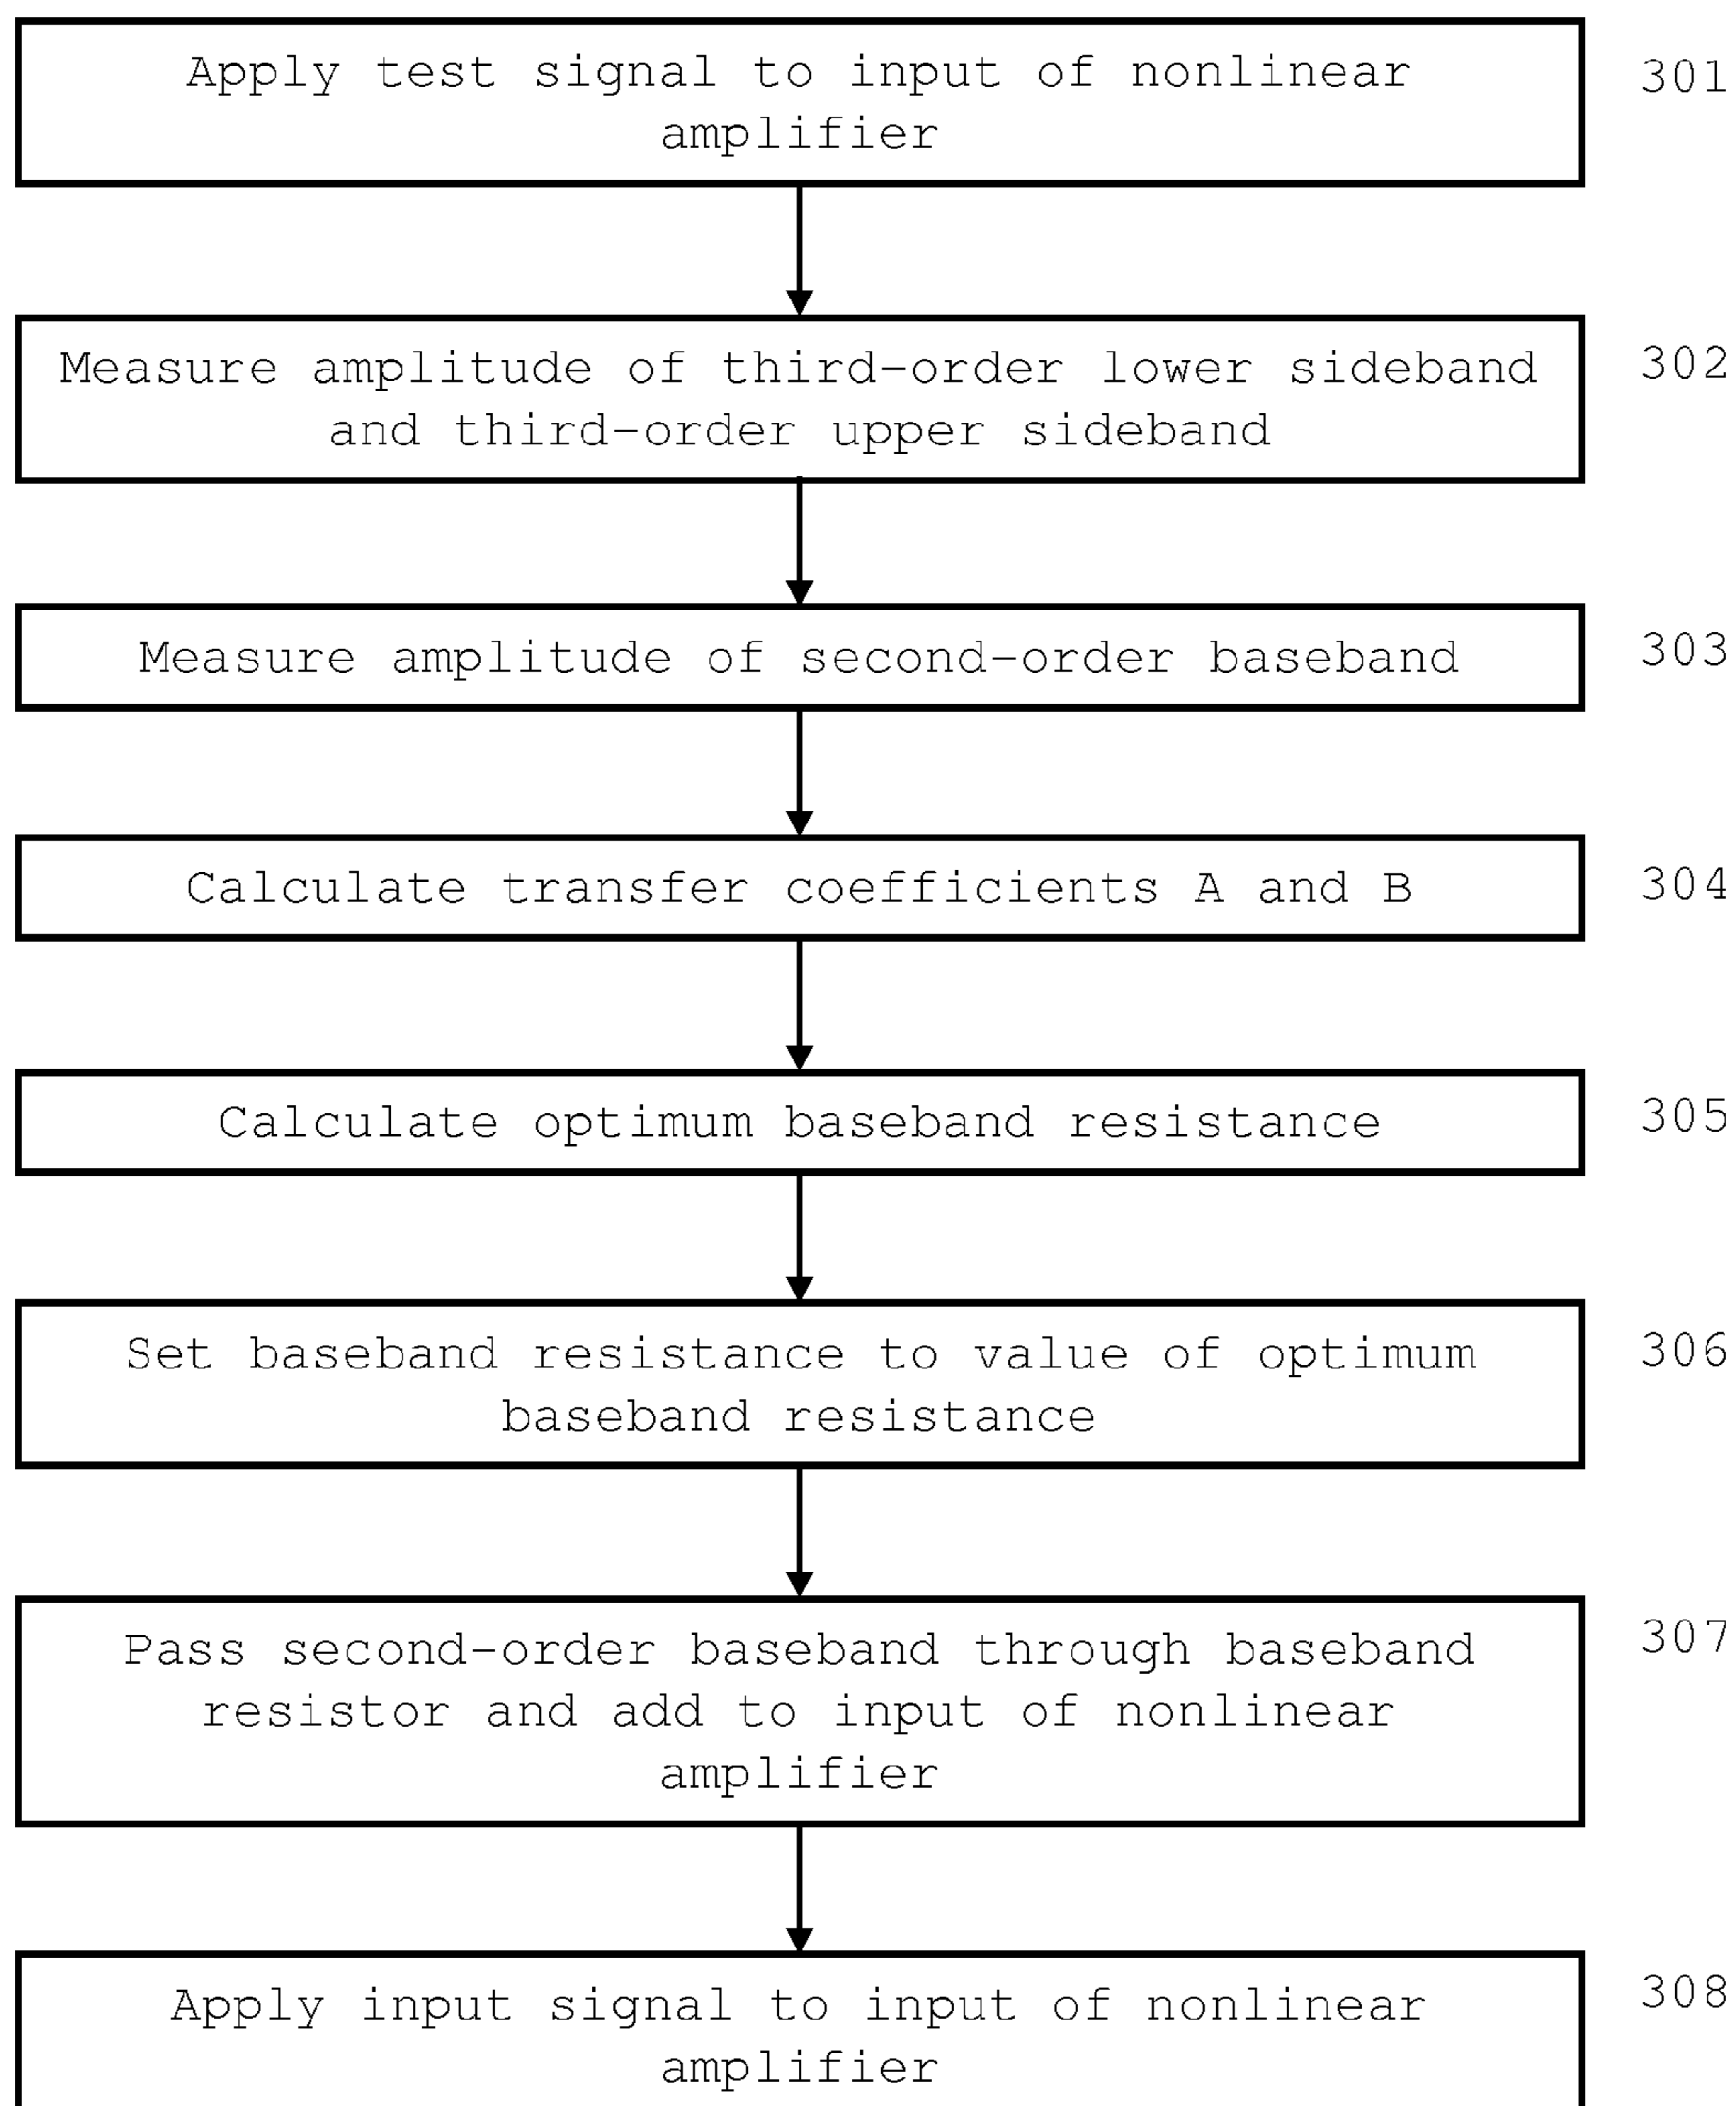 Apply test signal to input of nonlinear
amplifier
301
Measure amplitude of third-order lower sideband
and third-order upper sideband
302
Measure amplitude of second-order baseband
303
Calculate transfer coefficients A and B
304
Calculate optimum baseband resistance
305
Set baseband resistance to value of optimum
baseband resistance
306
Pass second-order baseband through baseband
resistor and add to input of nonlinear
amplifier
307
Apply input signal to input of nonlinear
amplifier
308